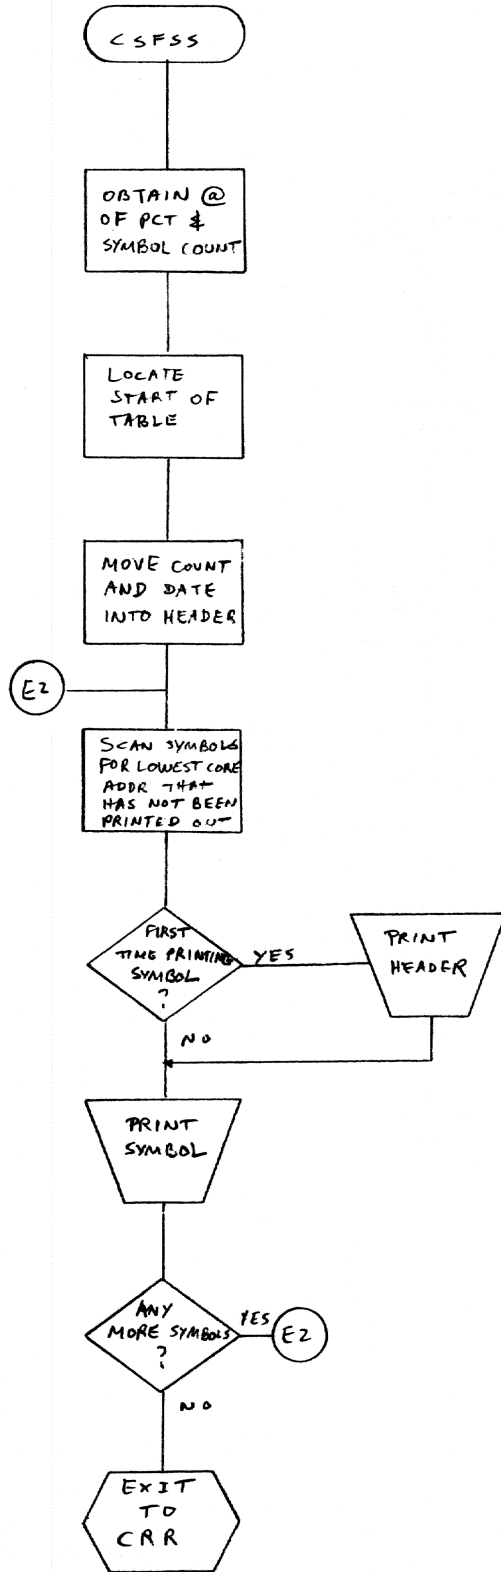 CSFSS
OBTAIN @
OF PCT &
SYMBOL COUNT
LOCATE
START OF
TABLE
MOVE COUNT
AND DATE
INTO HEADER
E2
SCAN SYMBOLS
FOR LOWEST CORE
ADDR THAT
HAS NOT BEEN
PRINTED OUT
FIRST
TIME PRINTING
SYMBOL
?
YES
PRINT
HEADER
NO
PRINT
SYMBOL
ANY
MORE SYMBOLS
?
YES
E2
NO
EXIT
TO
CRR